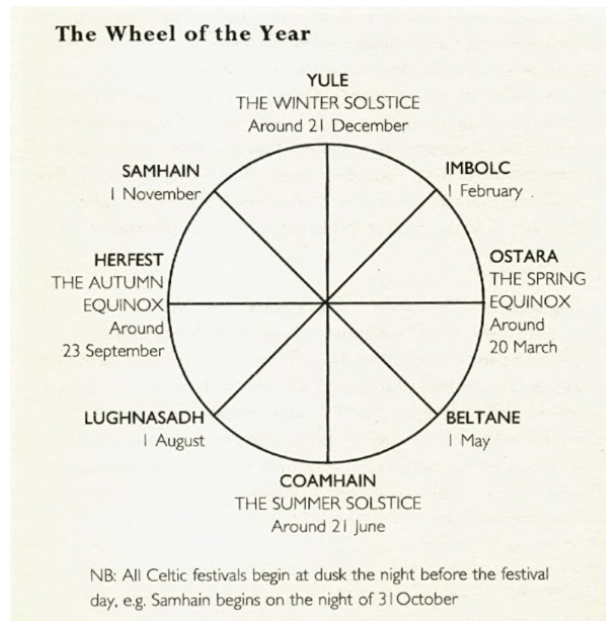 The Wheel of the Year
YULE
THE WINTER SOLSTICE
Around 21 December
IMBOLC
1 February
OSTARA
THE SPRING
EQUINOX
Around
20 March
BELTANE
1 May
COAMHAIN
THE SUMMER SOLSTICE
Around 21 June
LUGHNASADH
1 August
HERFEST
THE AUTUMN
EQUINOX
Around
23 September
SAMHAIN
1 November
NB: All Celtic festivals begin at dusk the night before the festival
day, e.g. Samhain begins on the night of 31 October